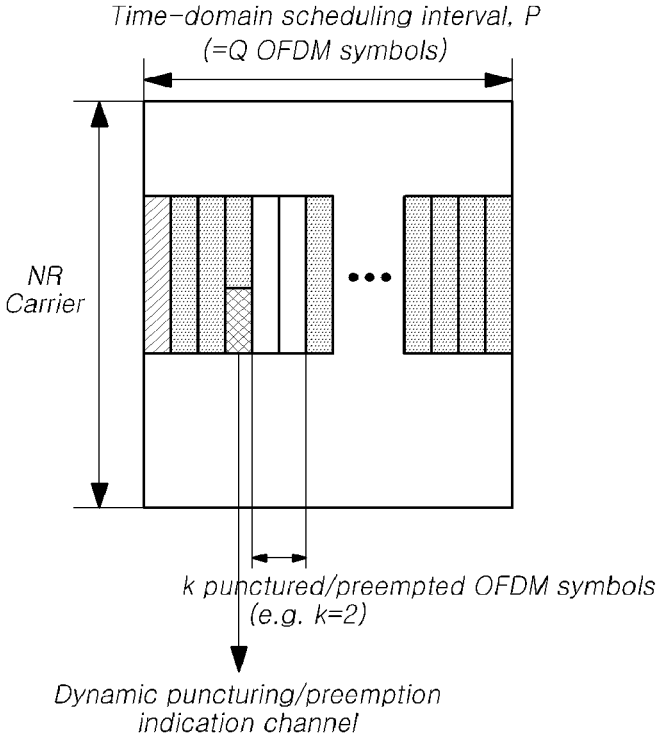 Time-domain scheduling interval, P
(=Q OFDM symbols)
NR
Carrier
k punctured/preempted OFDM symbols
(e.g. k=2)
Dynamic puncturing/preemption
indication channel